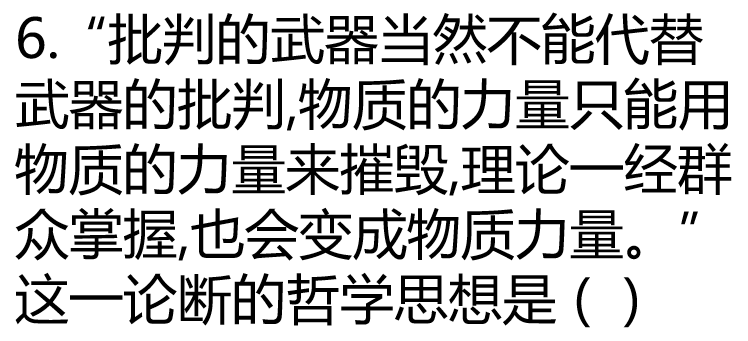 6. “批判的武器当然不能代替
武器的批判,物质的力量只能用
物质的力量来摧毁,理论一经群
众掌握,也会变成物质力量。”
这一论断的哲学思想是 ( )